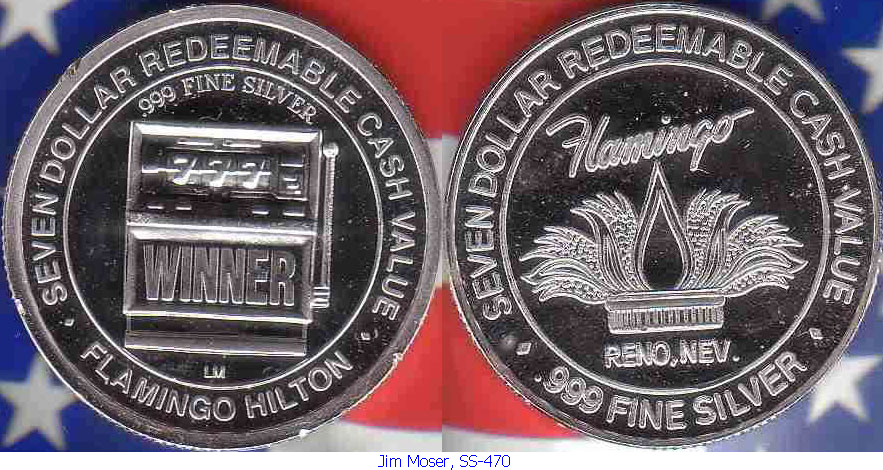 SEVEN DOLLAR REDEEMABLE CASH VALUE
.999 FINE SILVER
777
WINNER
LM
FLAMINGO HILTON
SEVEN DOLLAR REDEEMABLE CASH VALUE
Flamingo
RENO, NEV.
.999 FINE SILVER
Jim Moser, SS-470